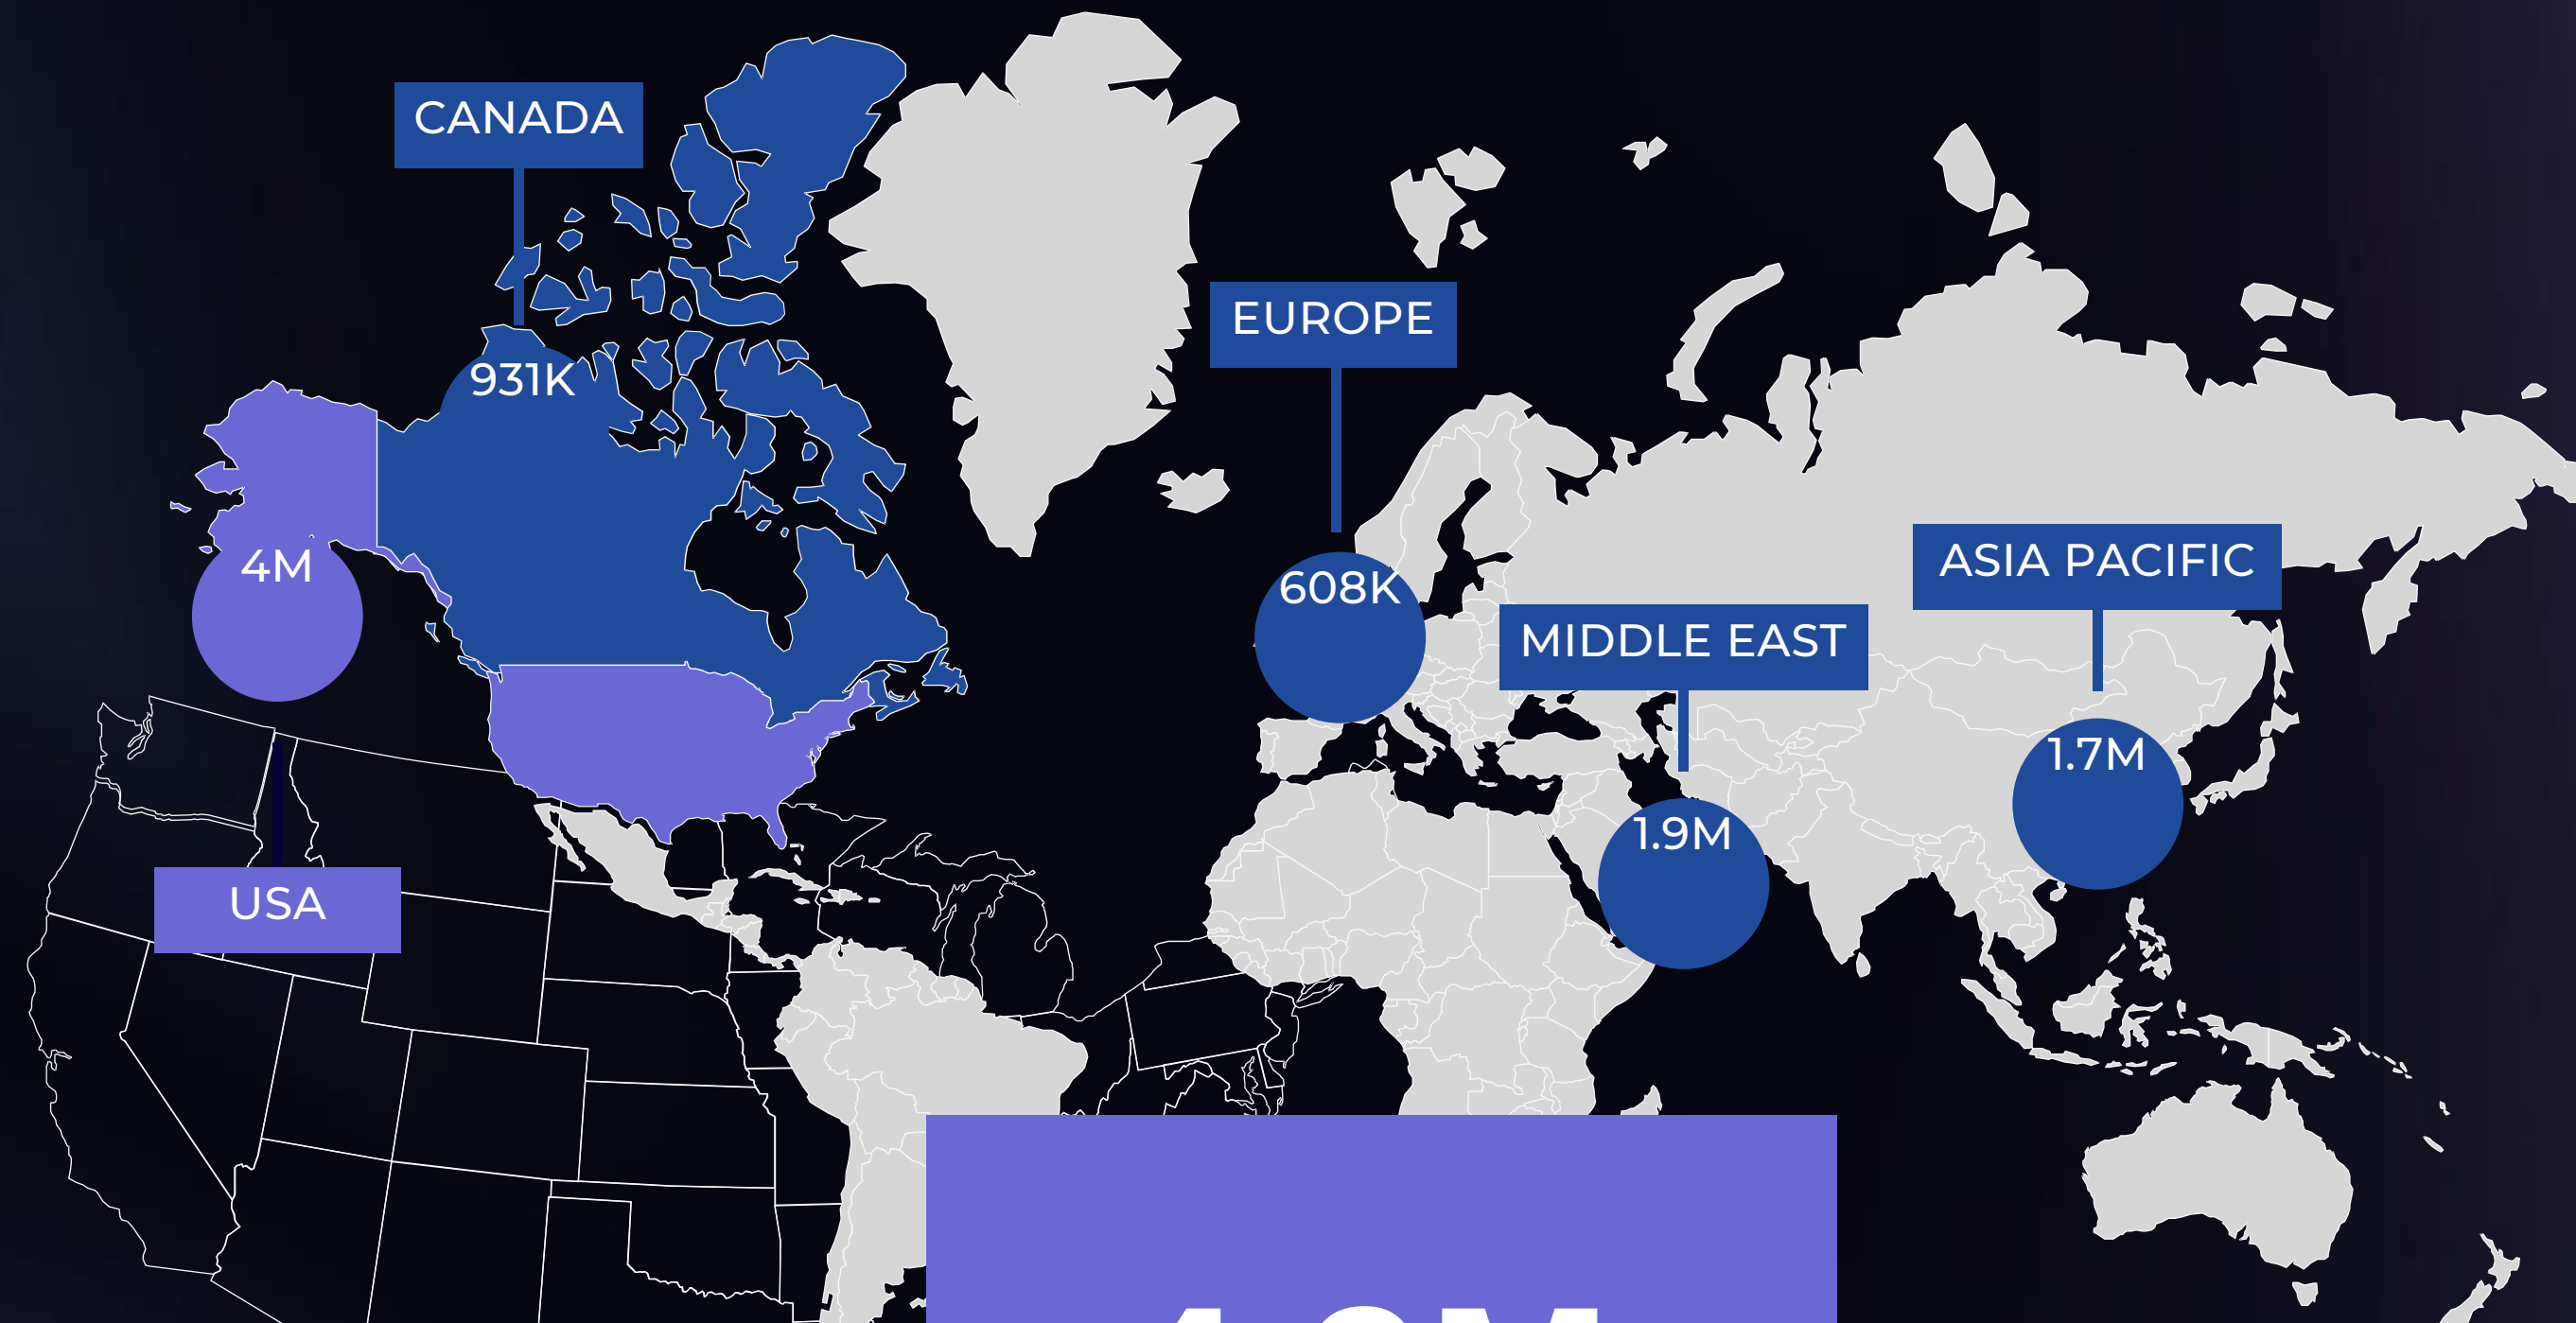 CANADA
931K
EUROPE
608K
4M
USA
MIDDLE EAST
1.9M
ASIA PACIFIC
1.7M